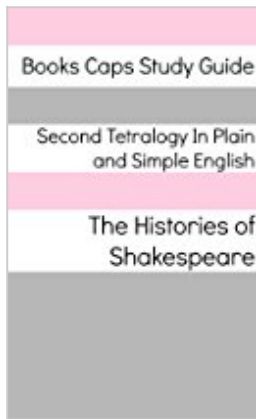 Books Caps Study Guide
Second Tetralogy In Plain
and Simple English
The Histories of
Shakespeare